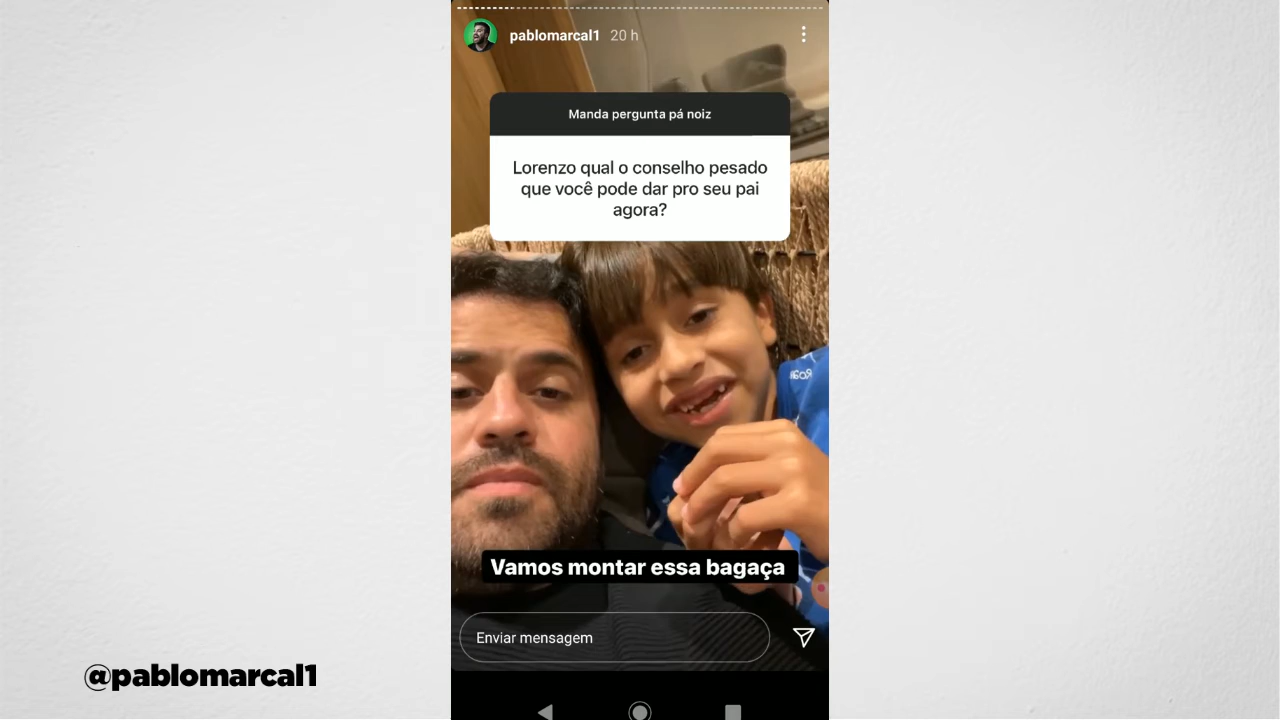 pablomarcal1 20 h
Manda pergunta pá noiz
Lorenzo qual o conselho pesado
que você pode dar pro seu pai
agora?
Vamos montar essa bagaça
Enviar mensagem
@pablomarcal1